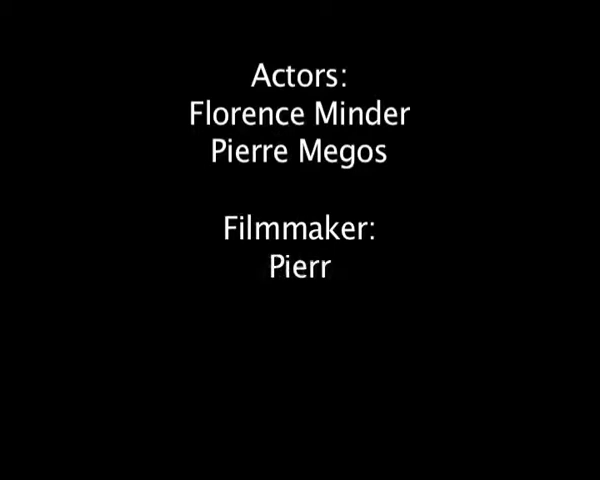 Actors:
Florence Minder
Pierre Megos
Filmmaker:
Pierr